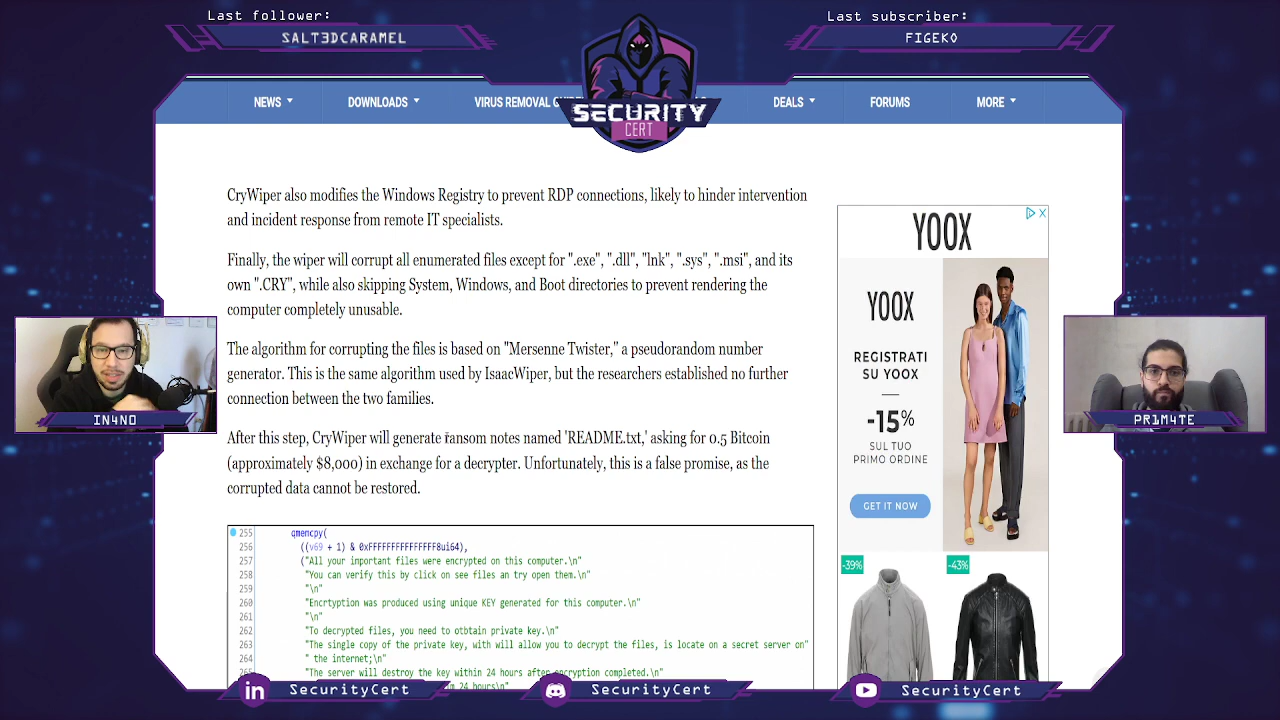 Last follower:
SALT3DCARAMEL
Last subscriber:
FIGEKO
NEWS
DOWNLOADS
VIRUS REMOVAL
DEALS
FORUMS
MORE
SECURITY
CERT
CryWiper also modifies the Windows Registry to prevent RDP connections, likely to hinder intervention
and incident response from remote IT specialists.
Finally, the wiper will corrupt all enumerated files except for ".exe", ".dll", "lnk", ".sys", ".msi", and its
own ".CRY", while also skipping System, Windows, and Boot directories to prevent rendering the
computer completely unusable.
The algorithm for corrupting the files is based on "Mersenne Twister," a pseudorandom number
generator. This is the same algorithm used by IsaacWiper, but the researchers established no further
connection between the two families.
After this step, CryWiper will generate ransom notes named 'README.txt,' asking for 0.5 Bitcoin
(approximately $8,000) in exchange for a decrypter. Unfortunately, this is a false promise, as the
corrupted data cannot be restored.
255 qmemcpy(
256 ((v69 + 1) & 0xFFFFFFFFFFFFFFF8ui64),
257 ("All your important files were encrypted on this computer.\n"
258 "You can verify this by click on see files an try open them.\n"
259 "\n"
260 "Encrtyption was produced using unique KEY generated for this computer.\n"
261 "\n"
262 "To decrypted files, you need to otbtain private key.\n"
263 "The single copy of the private key, with will allow you to decrypt the files, is locate on a secret server on"
264 " the internet;\n"
265 "The server will destroy the key within 24 hours after encryption completed.\n"
24 hours\n"
YOOX
YOOX
REGISTRATI
SU YOOX
-15%
SUL TUO
PRIMO ORDINE
GET IT NOW
-39%
-43%
IN4N0
PR1M4TE
SecurityCert
SecurityCert
SecurityCert